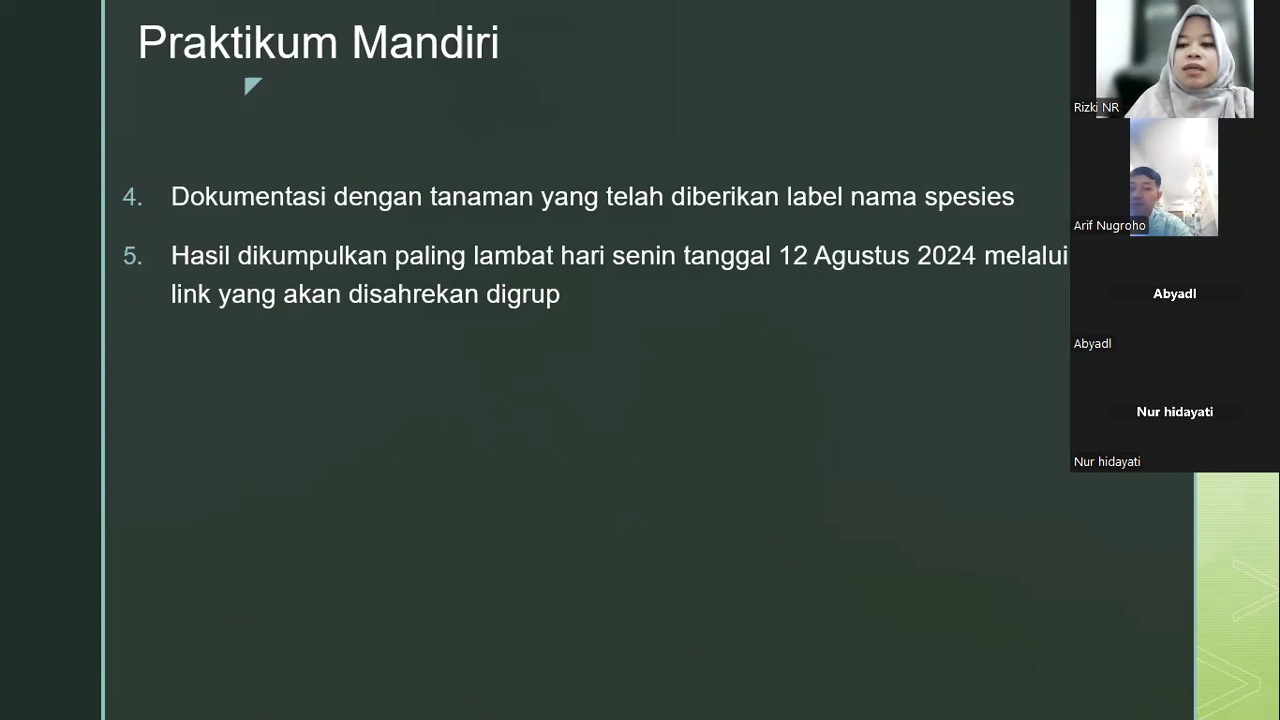 Praktikum Mandiri
4. Dokumentasi dengan tanaman yang telah diberikan label nama spesies
5. Hasil dikumpulkan paling lambat hari senin tanggal 12 Agustus 2024 melalui
link yang akan disahrekan digrup
Rizki NR
Arif Nugroho
Abyadl
Abyadl
Nur hidayati
Nur hidayati